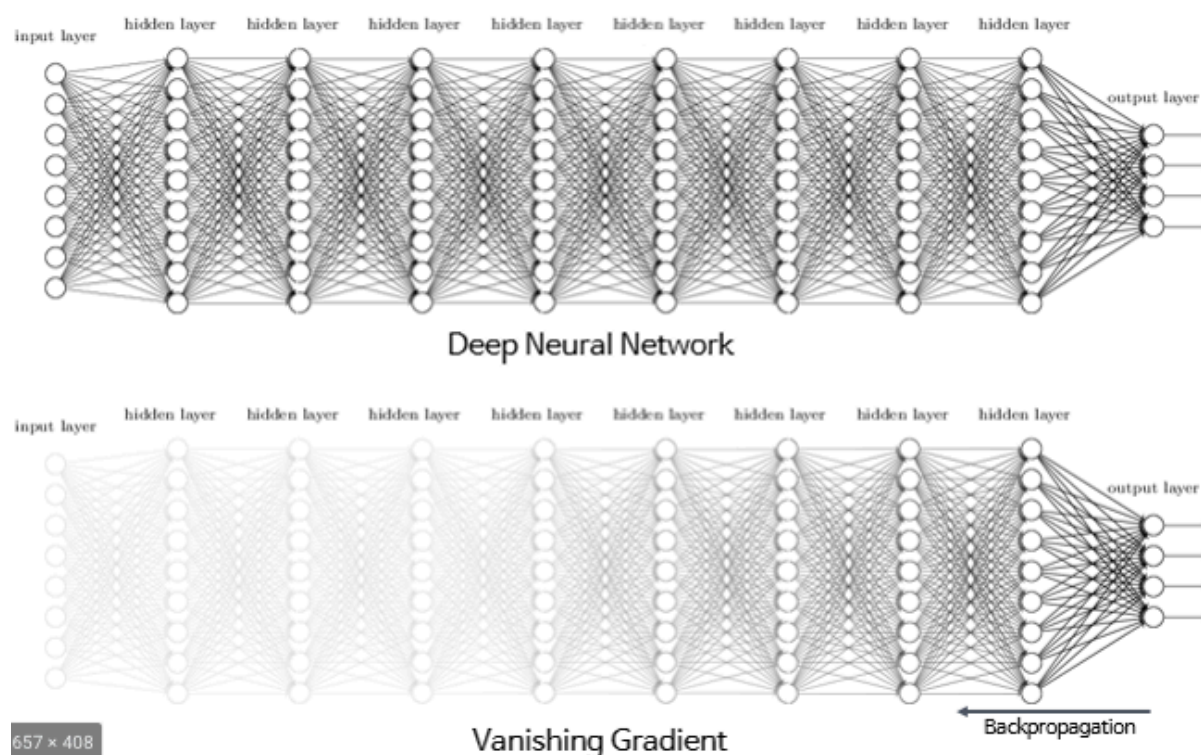 input layer
hidden layer hidden layer hidden layer hidden layer hidden layer hidden layer hidden layer hidden layer
output layer
Deep Neural Network
input layer
hidden layer hidden layer hidden layer hidden layer hidden layer hidden layer hidden layer hidden layer
output layer
Backpropagation
Vanishing Gradient
657 × 408